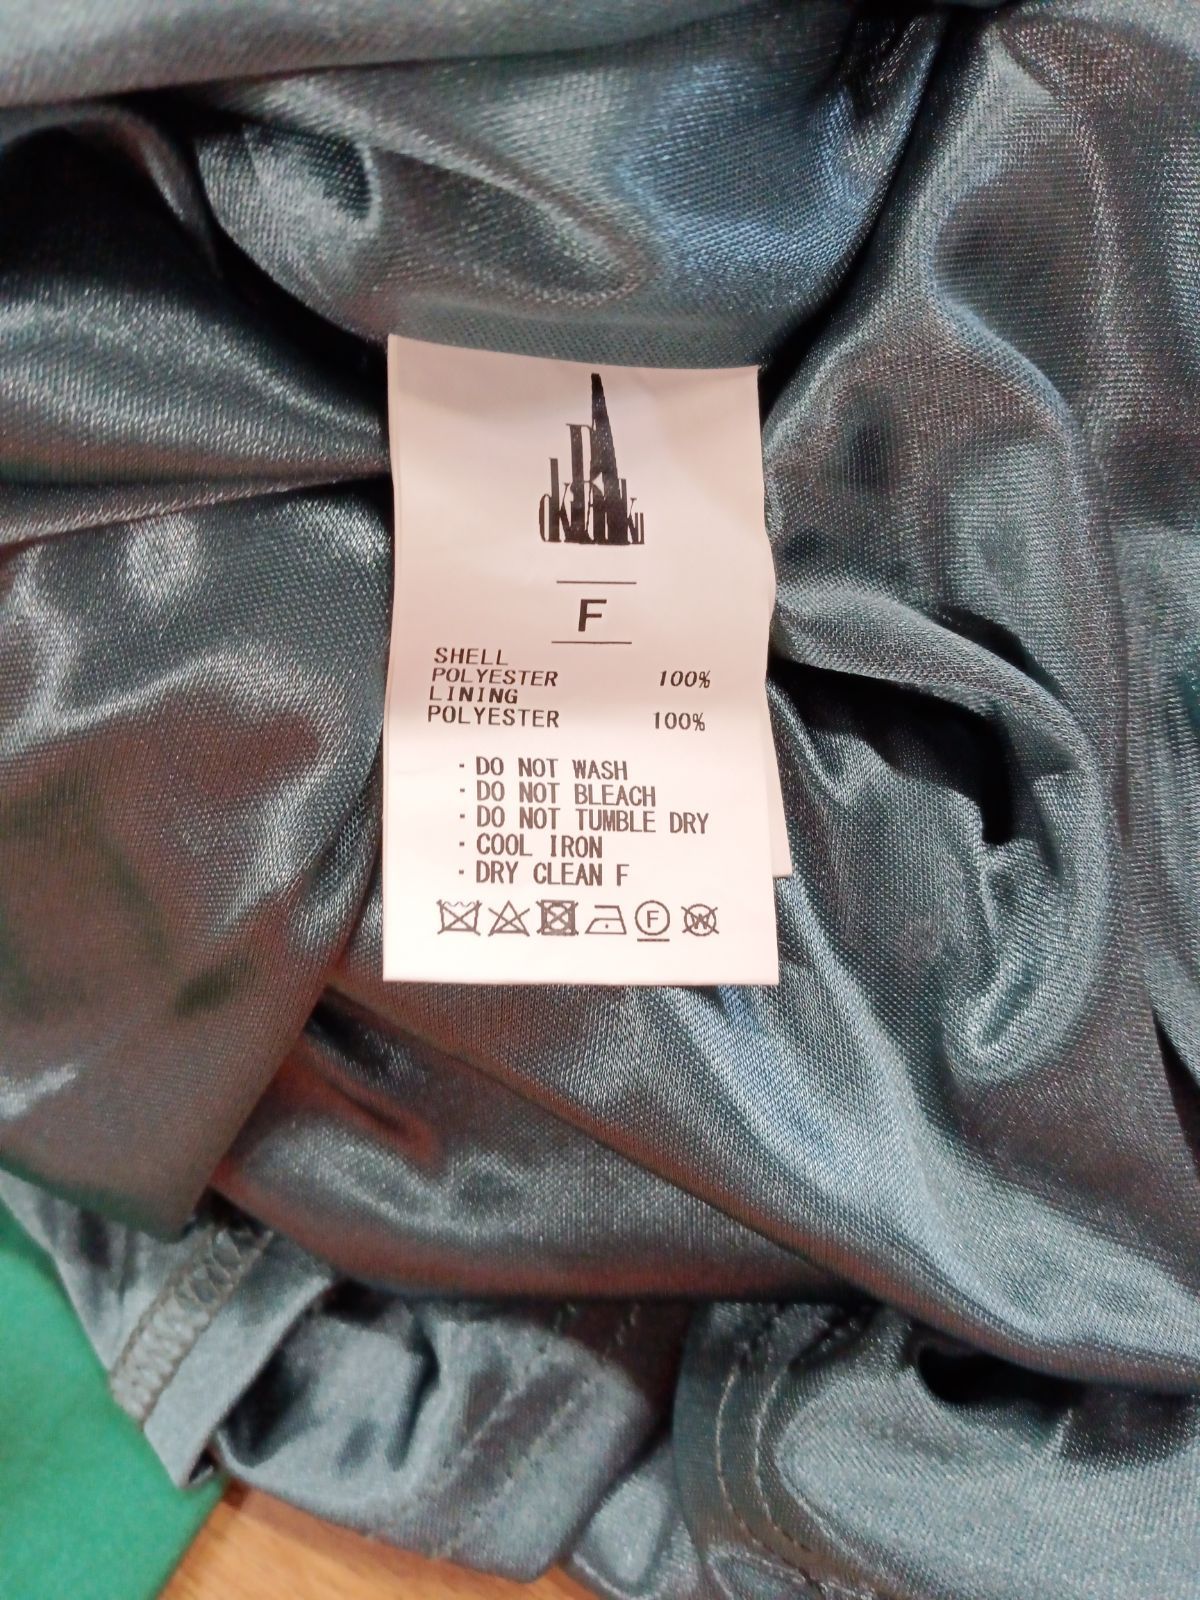 F
SHELL
POLYESTER 100%
LINING
POLYESTER 100%
· DO NOT WASH
· DO NOT BLEACH
· DO NOT TUMBLE DRY
· COOL IRON
· DRY CLEAN F
F W